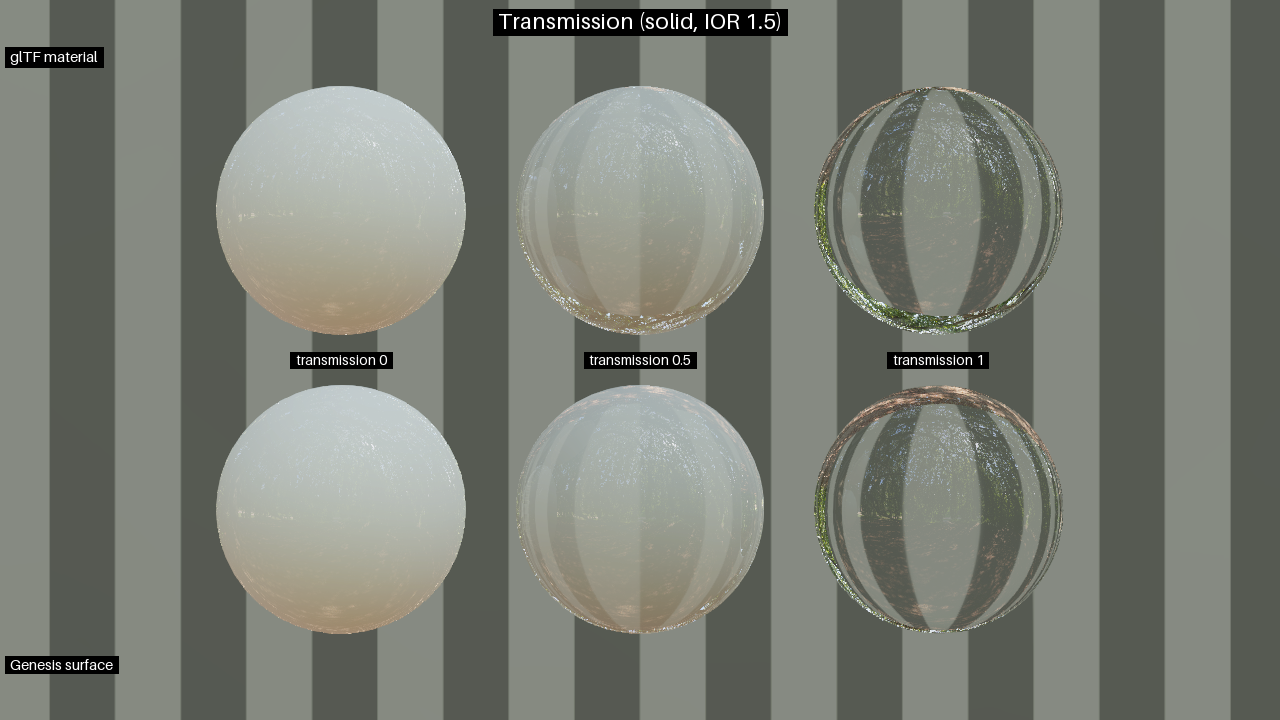 Transmission (solid, IOR 1.5)
glTF material
transmission 0
transmission 0.5
transmission 1
Genesis surface